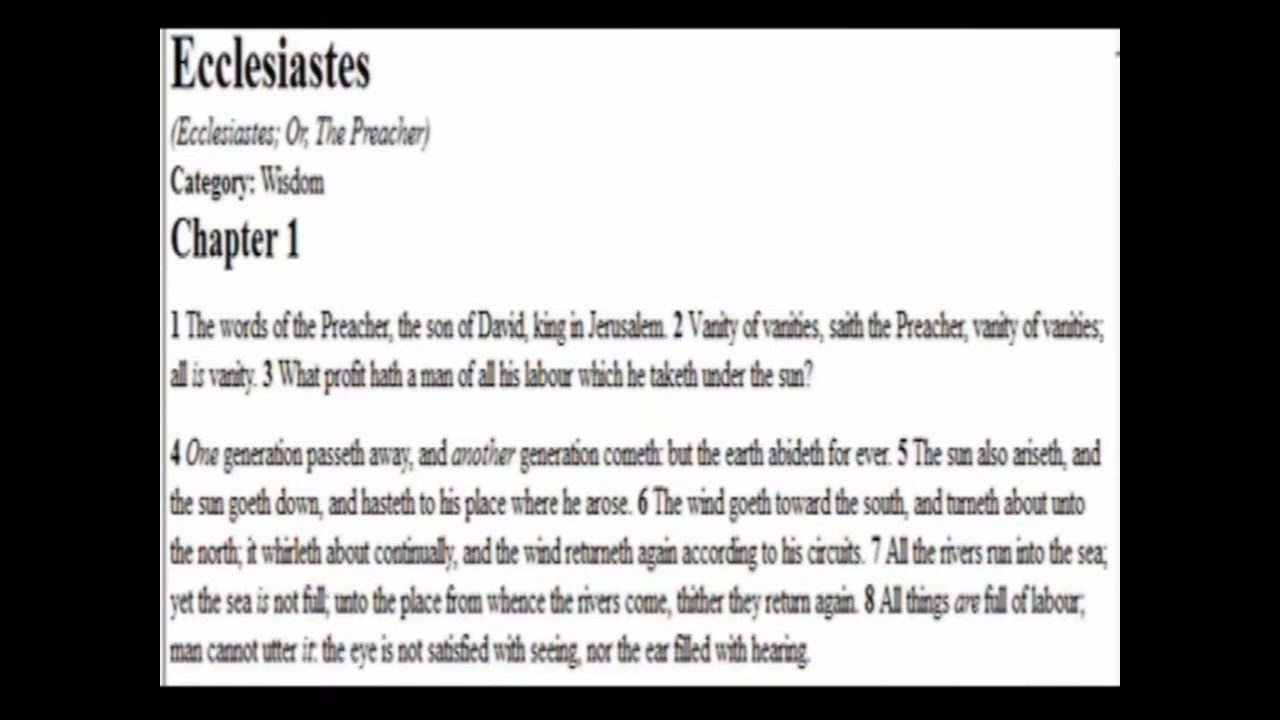 Ecclesiastes
(Ecclesiastes; Or, The Preacher)
Category: Wisdom
Chapter 1
1 The words of the Preacher, the son of David, king in Jerusalem. 2 Vanity of vanities, saith the Preacher, vanity of vanities;
all is vanity. 3 What profit hath a man of all his labour which he taketh under the sun?
4 One generation passeth away, and another generation cometh: but the earth abideth for ever. 5 The sun also ariseth, and
the sun goeth down, and hasteth to his place where he arose. 6 The wind goeth toward the south, and turneth about unto
the north; it whirleth about continually, and the wind returneth again according to his circuits. 7 All the rivers run into the sea;
yet the sea is not full; unto the place from whence the rivers come, thither they return again. 8 All things are full of labour;
man cannot utter it: the eye is not satisfied with seeing, nor the ear filled with hearing.